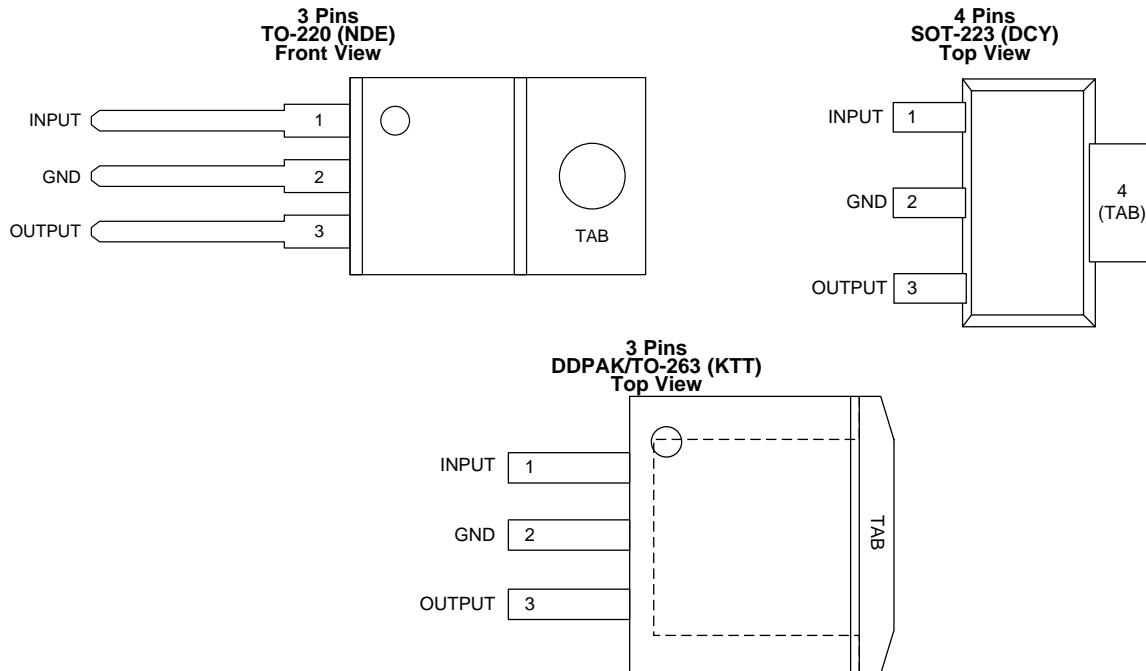 3 Pins
TO-220 (NDE)
Front View
INPUT
1
GND
2
OUTPUT
3
TAB
4 Pins
SOT-223 (DCY)
Top View
INPUT
1
GND
2
OUTPUT
3
4
(TAB)
3 Pins
DDPAK/TO-263 (KTT)
Top View
INPUT
1
GND
2
OUTPUT
3
TAB